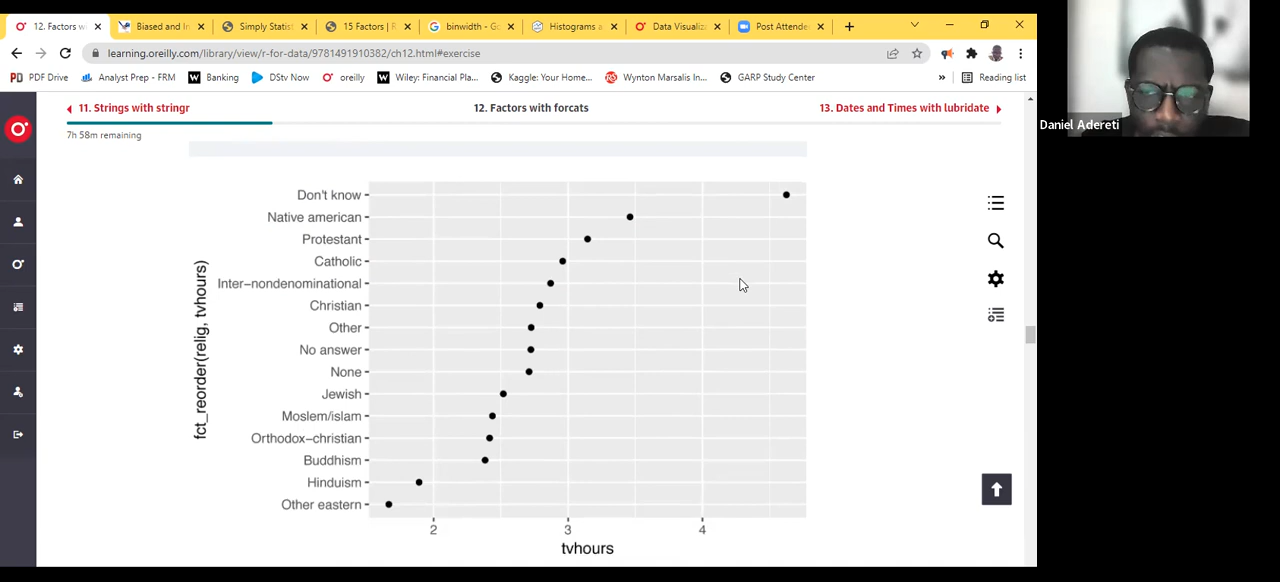 12. Factors w
Biased and In
Simply Statist
15 Factors | R
binwidth - Go
Histograms a
Data Visualiz
Post Attende
learning.oreilly.com/library/view/r-for-data/9781491910382/ch12.html#exercise
PDF Drive
Analyst Prep - FRM
Banking
DStv Now
oreilly
Wiley: Financial Pla...
Kaggle: Your Home...
Wynton Marsalis in...
GARP Study Center
»
Reading list
11. Strings with stringr
12. Factors with forcats
13. Dates and Times with lubridate
7h 58m remaining
Daniel Adereti
Don't know
Native american
Protestant
Catholic
Inter−nondenominational
Christian
Other
No answer
None
Jewish
Moslem/islam
Orthodox−christian
Buddhism
Hinduism
Other eastern
fct_reorder(relig, tvhours)
2 3 4
tvhours